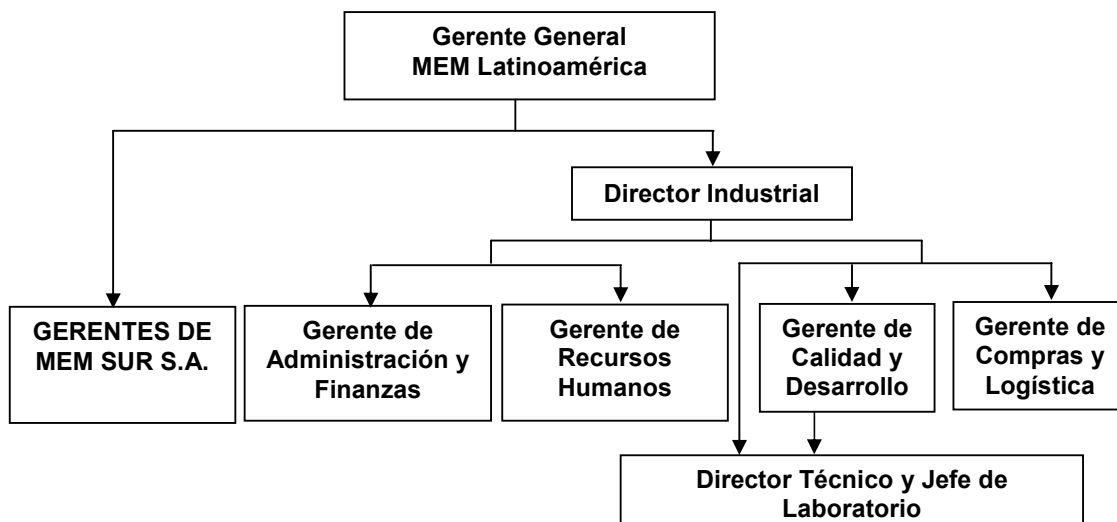 Gerente General
MEM Latinoamérica
Director Industrial
GERENTES DE
MEM SUR S.A.
Gerente de
Administración y
Finanzas
Gerente de
Recursos
Humanos
Gerente de
Calidad y
Desarrollo
Gerente de
Compras y
Logística
Director Técnico y Jefe de
Laboratorio